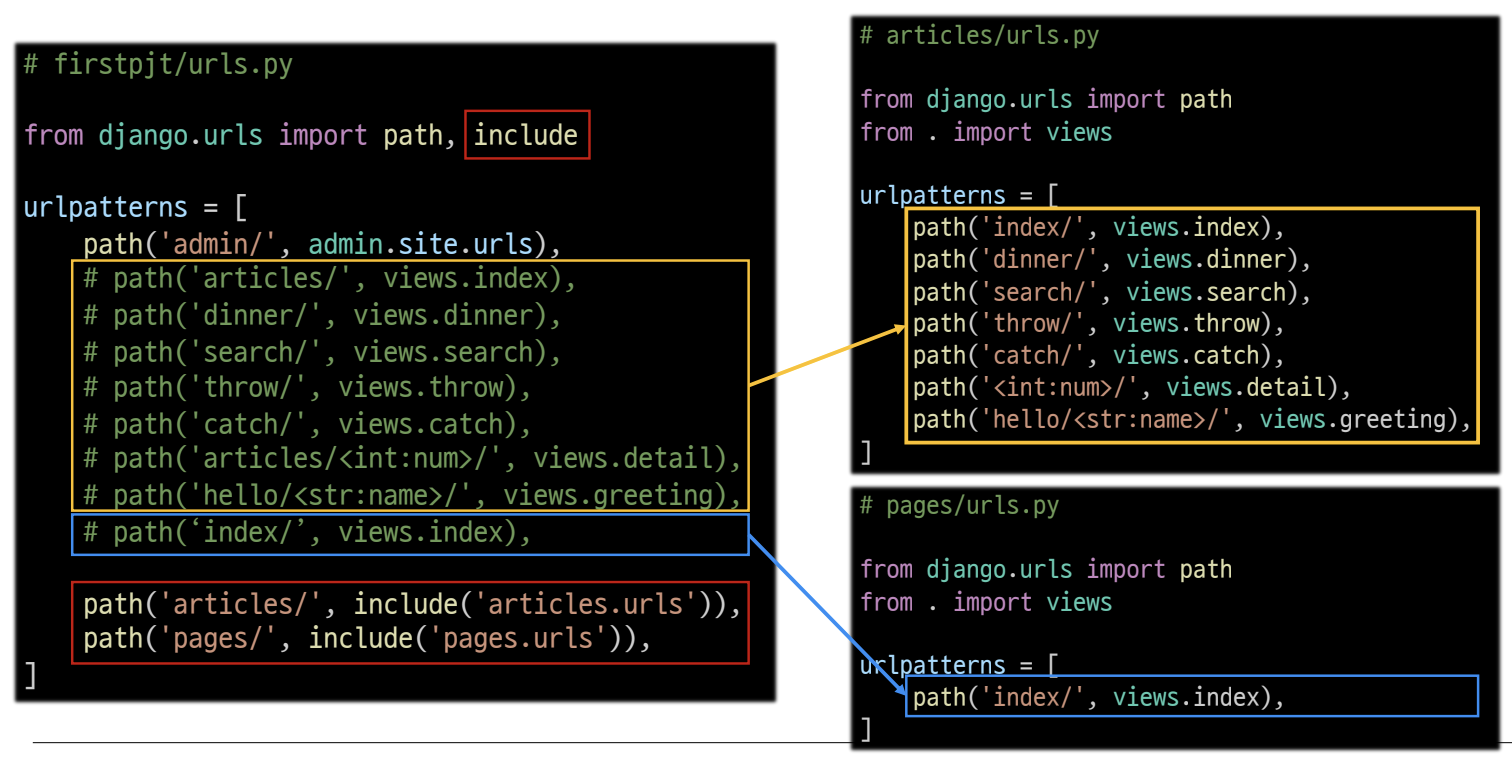 # firstpjt/urls.py
from django.urls import path, include
urlpatterns = [
    path('admin/', admin.site.urls),
    # path('articles/', views.index),
    # path('dinner/', views.dinner),
    # path('search/', views.search),
    # path('throw/', views.throw),
    # path('catch/', views.catch),
    # path('articles/<int:num>/', views.detail),
    # path('hello/<str:name>/', views.greeting),
    # path(‘index/’, views.index),
    path('articles/', include('articles.urls')),
    path('pages/', include('pages.urls')),
]
# articles/urls.py
from django.urls import path
from . import views
urlpatterns = [
    path('index/', views.index),
    path('dinner/', views.dinner),
    path('search/', views.search),
    path('throw/', views.throw),
    path('catch/', views.catch),
    path('<int:num>/', views.detail),
    path('hello/<str:name>/', views.greeting),
]
# pages/urls.py
from django.urls import path
from . import views
urlpatterns = [
    path('index/', views.index),
]